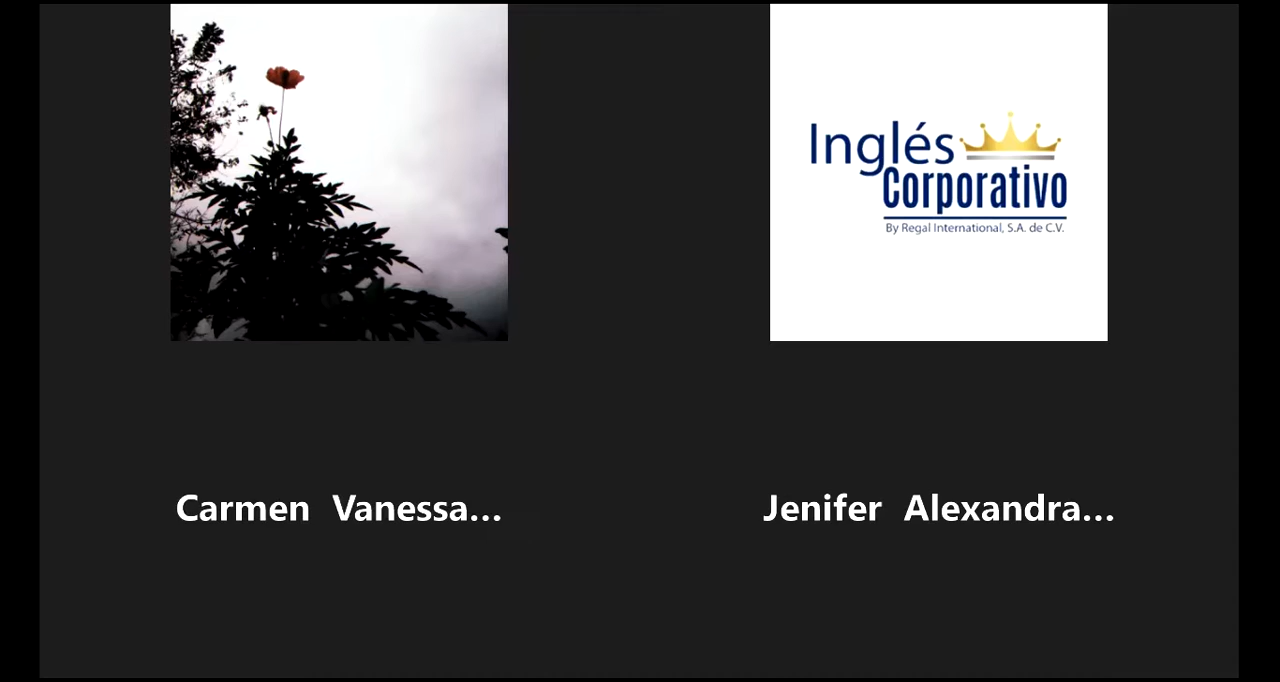 Inglés
Corporativo
By Regal International, S.A. de C.V.
Carmen Vanessa...
Jenifer Alexandra...